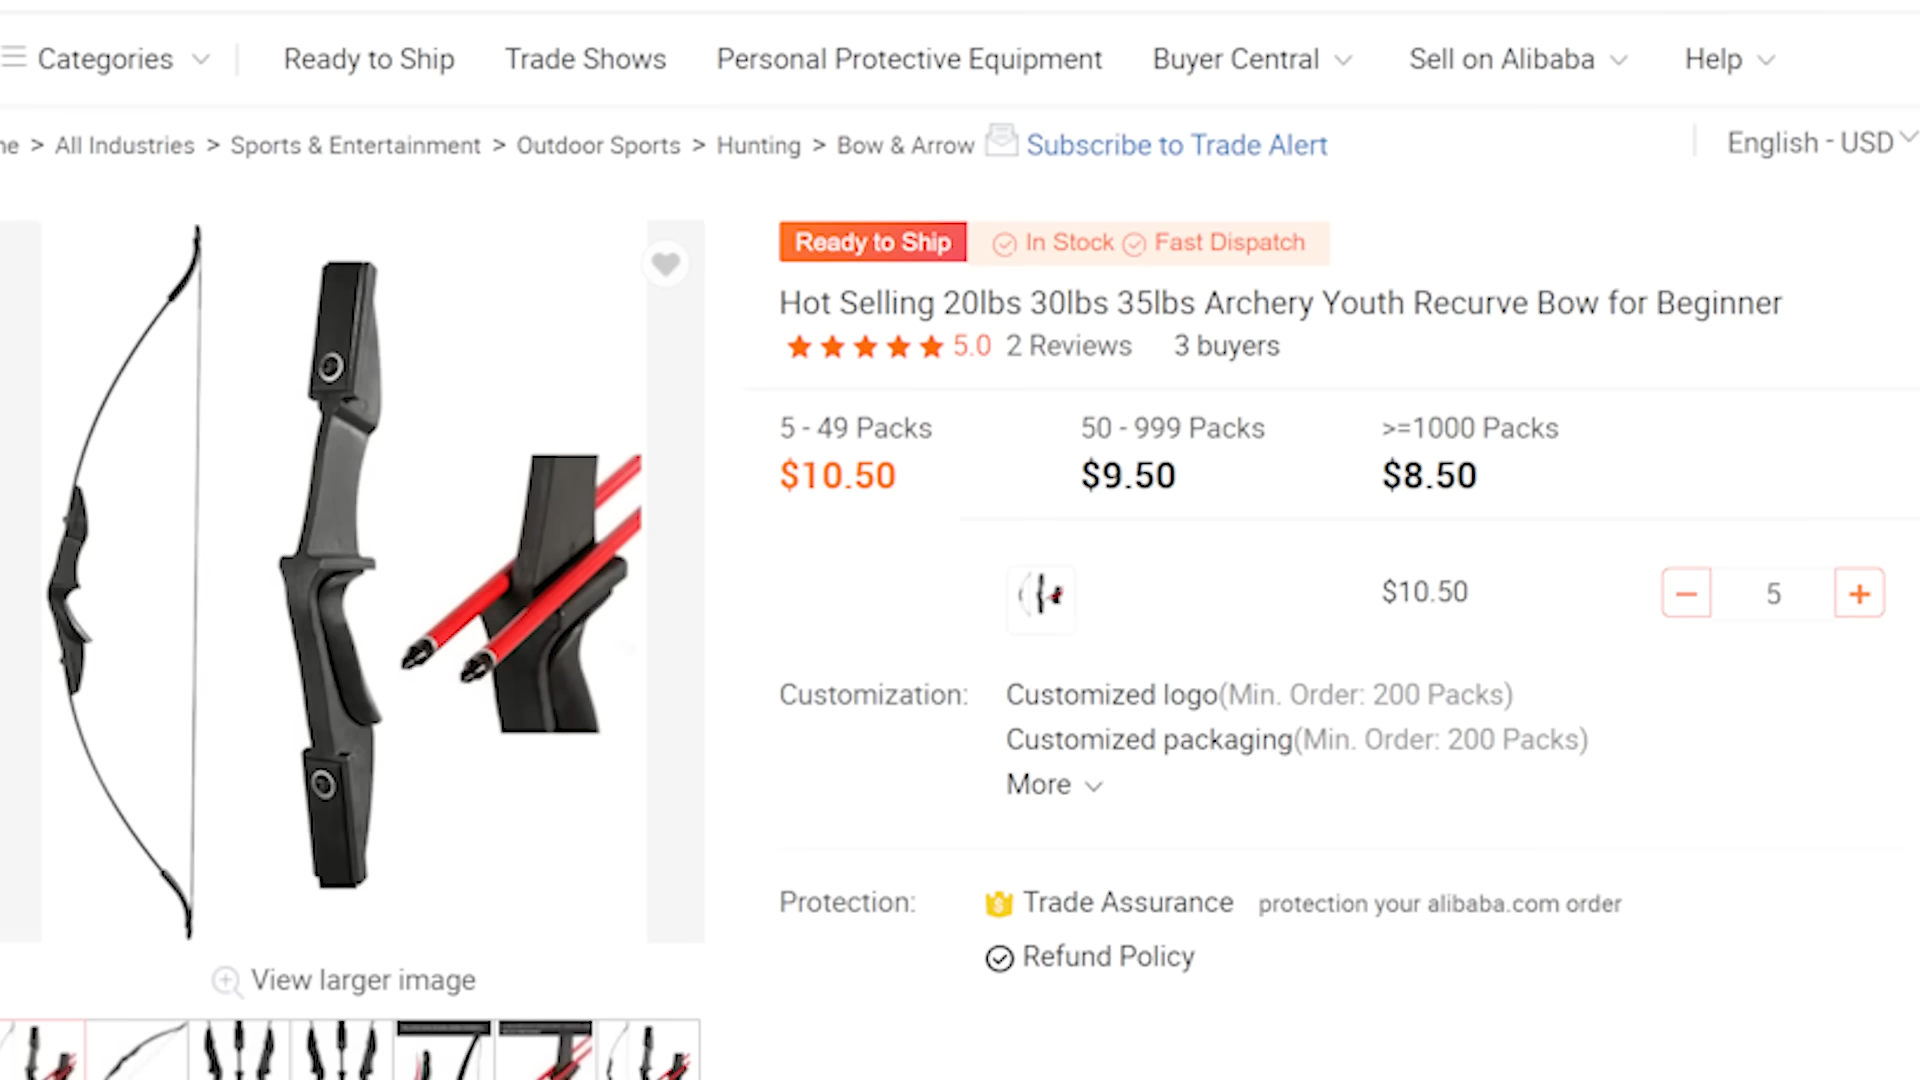 Categories
Ready to Ship
Trade Shows
Personal Protective Equipment
Buyer Central
Sell on Alibaba
Help
> All Industries > Sports & Entertainment > Outdoor Sports > Hunting > Bow & Arrow
Subscribe to Trade Alert
English - USD
Ready to Ship
In Stock
Fast Dispatch
Hot Selling 20lbs 30lbs 35lbs Archery Youth Recurve Bow for Beginner
5.0 2 Reviews 3 buyers
5 - 49 Packs
50 - 999 Packs
>=1000 Packs
$10.50
$9.50
$8.50
$10.50
− 5 +
Customization:
Customized logo(Min. Order: 200 Packs)
Customized packaging(Min. Order: 200 Packs)
More
Protection:
Trade Assurance protection your alibaba.com order
Refund Policy
View larger image